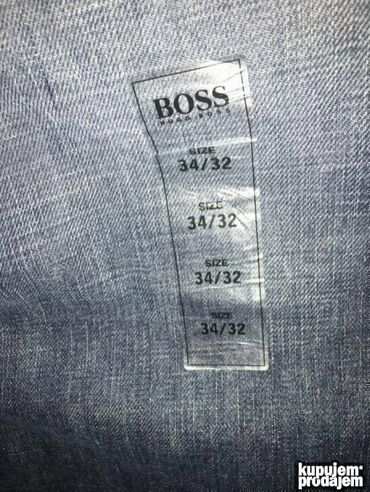 BOSS
HUGO BOSS
SIZE
34/32
SIZE
34/32
SIZE
34/32
SIZE
34/32
kupujem
prodajem